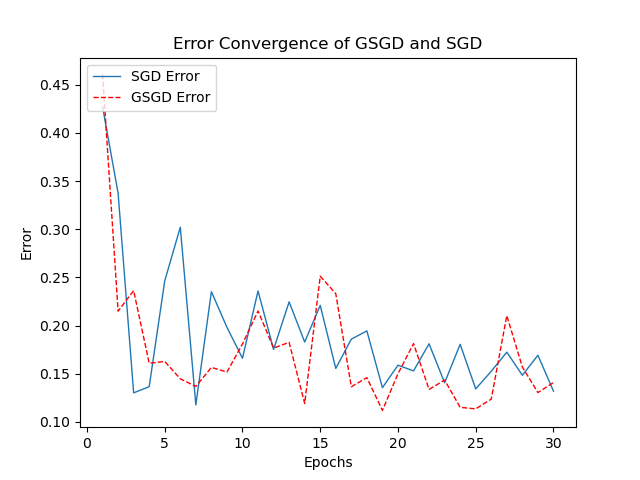 Error Convergence of GSGD and SGD
SGD Error
GSGD Error
0.45
0.40
0.35
0.30
0.25
0.20
0.15
0.10
Error
0 5 10 15 20 25 30
Epochs